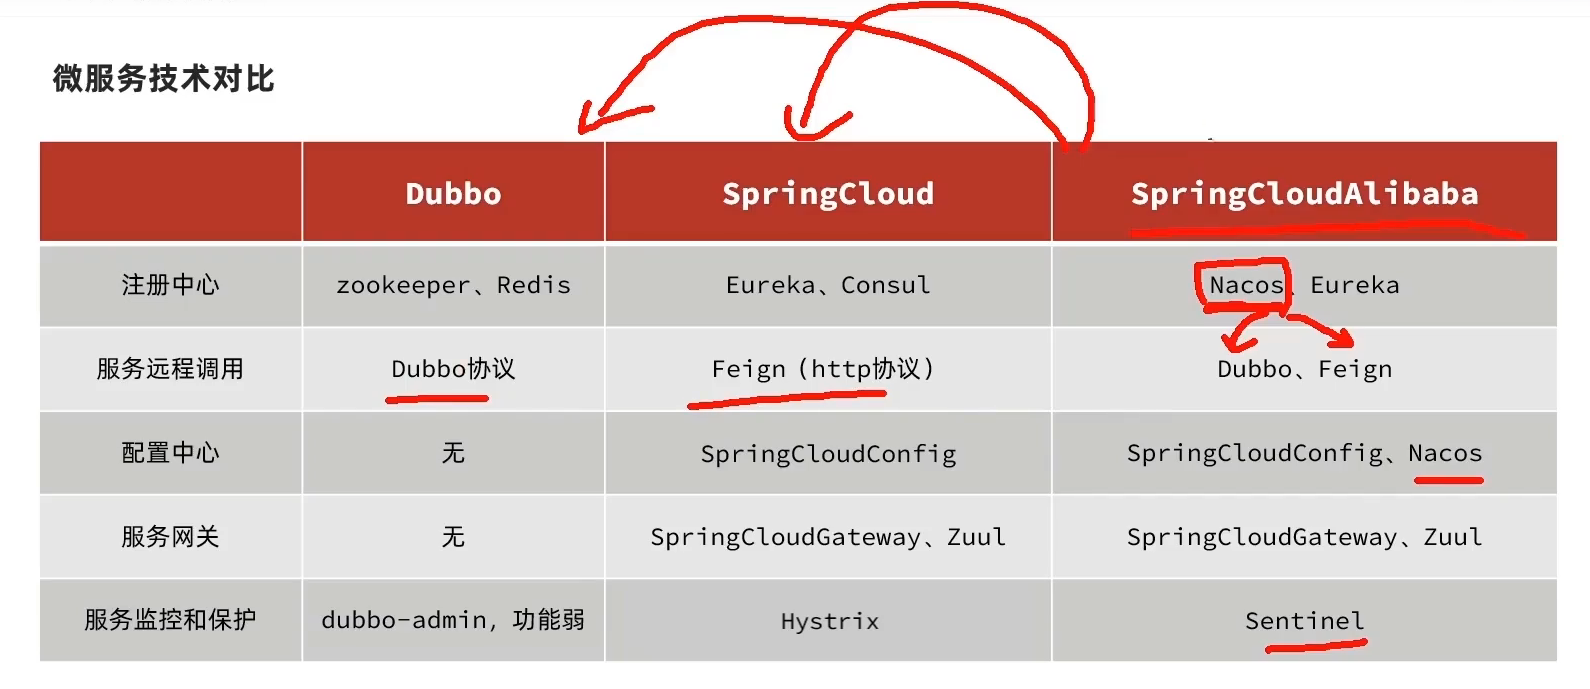 微服务技术对比
Dubbo SpringCloud SpringCloudAlibaba
注册中心 zookeeper、Redis Eureka、Consul Nacos、Eureka
服务远程调用 Dubbo协议 Feign（http协议） Dubbo、Feign
配置中心 无 SpringCloudConfig SpringCloudConfig、Nacos
服务网关 无 SpringCloudGateway、Zuul SpringCloudGateway、Zuul
服务监控和保护 dubbo-admin，功能弱 Hystrix Sentinel